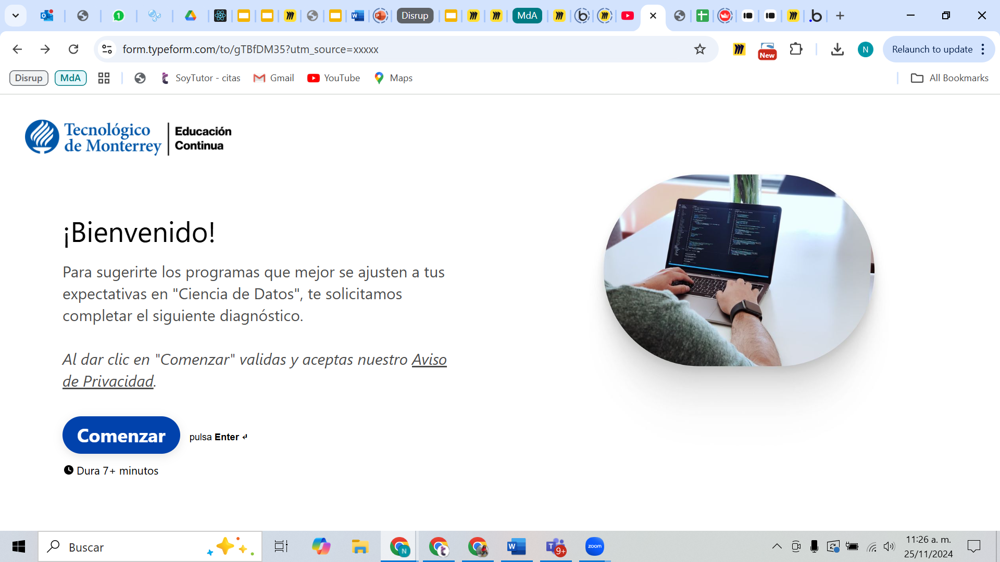 1
Disrup
MdA
form.typeform.com/to/gTBfDM35?utm_source=xxxxx
New
N
Relaunch to update
Disrup
MdA
SoyTutor - citas
Gmail
YouTube
Maps
All Bookmarks
Tecnológico
de Monterrey
Educación
Continua
¡Bienvenido!
Para sugerirte los programas que mejor se ajusten a tus
expectativas en "Ciencia de Datos", te solicitamos
completar el siguiente diagnóstico.
Al dar clic en "Comenzar" validas y aceptas nuestro Aviso
de Privacidad.
Comenzar
pulsa Enter ↵
Dura 7+ minutos
Buscar
N
9+
zoom
11:26 a. m.
25/11/2024